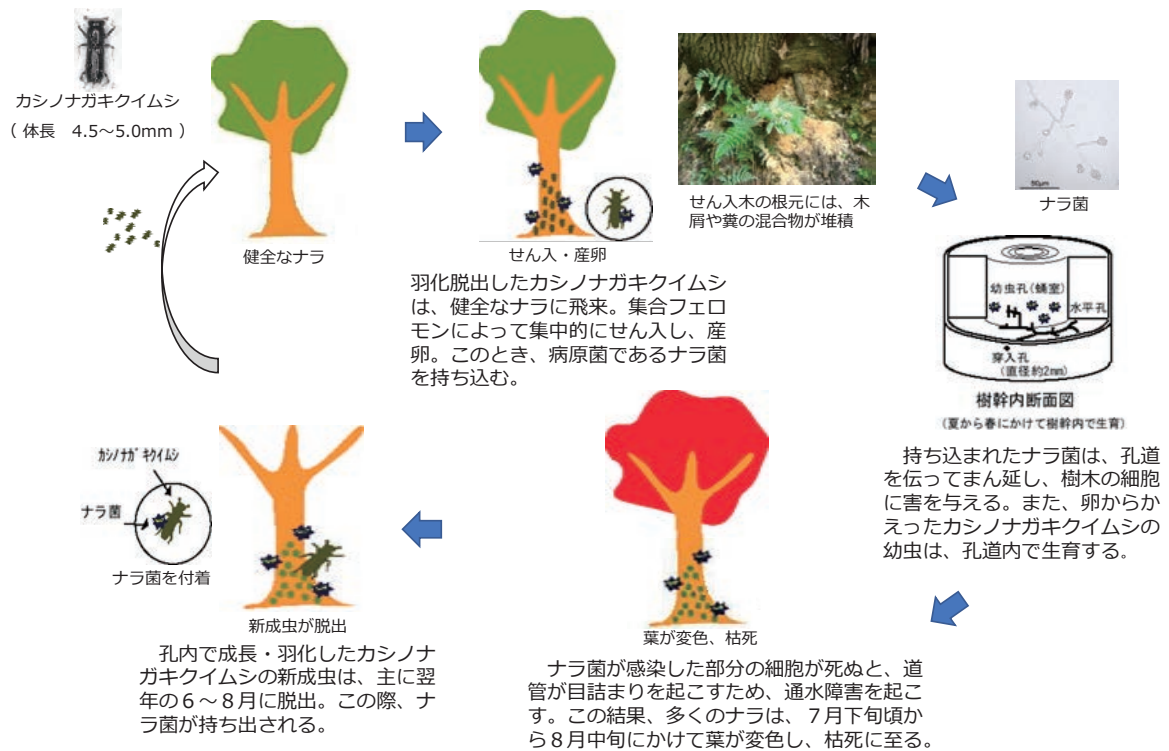 カシノナガキクイムシ
（ 体長　4.5～5.0mm ）
健全なナラ
せん入・産卵
羽化脱出したカシノナガキクイムシ
は、健全なナラに飛来。集合フェロ
モンによって集中的にせん入し、産
卵。このとき、病原菌であるナラ菌
を持ち込む。
せん入木の根元には、木
屑や糞の混合物が堆積
50μm
ナラ菌
幼虫孔(蛹室)
水平孔
穿入孔
(直径約2mm)
樹幹内断面図
(夏から春にかけて樹幹内で生育)
　持ち込まれたナラ菌は、孔道
を伝ってまん延し、樹木の細胞
に害を与える。また、卵からか
えったカシノナガキクイムシの
幼虫は、孔道内で生育する。
葉が変色、枯死
　ナラ菌が感染した部分の細胞が死ぬと、道
管が目詰まりを起こすため、通水障害を起こ
す。この結果、多くのナラは、７月下旬頃か
ら８月中旬にかけて葉が変色し、枯死に至る。
カシノナガキクイムシ
ナラ菌
ナラ菌を付着
新成虫が脱出
　孔内で成長・羽化したカシノナ
ガキクイムシの新成虫は、主に翌
年の６～８月に脱出。この際、ナ
ラ菌が持ち出される。